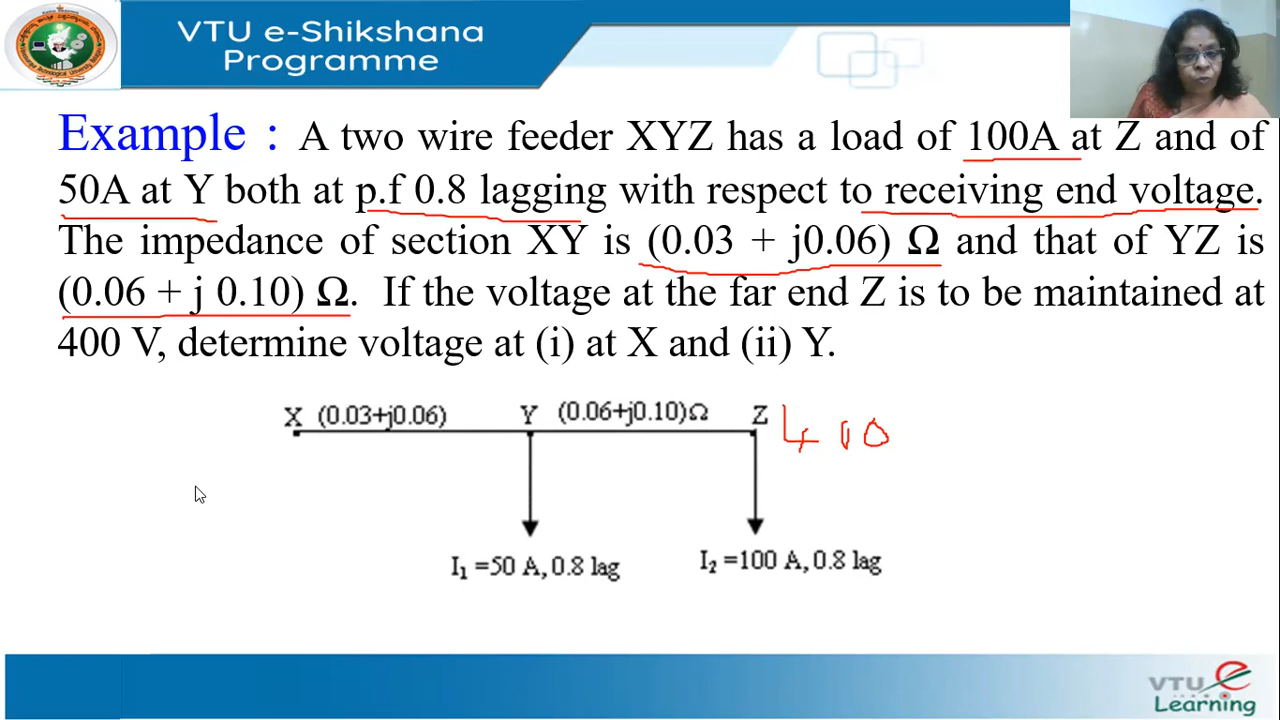 VTU e-Shikshana
Programme
Example : A two wire feeder XYZ has a load of 100A at Z and of
50A at Y both at p.f 0.8 lagging with respect to receiving end voltage.
The impedance of section XY is (0.03 + j0.06) Ω and that of YZ is
(0.06 + j 0.10) Ω. If the voltage at the far end Z is to be maintained at
400 V, determine voltage at (i) at X and (ii) Y.
X (0.03+j0.06) Y (0.06+j0.10)Ω Z 400
I₁ =50 A, 0.8 lag I₂ =100 A, 0.8 lag
VTU e
Learning